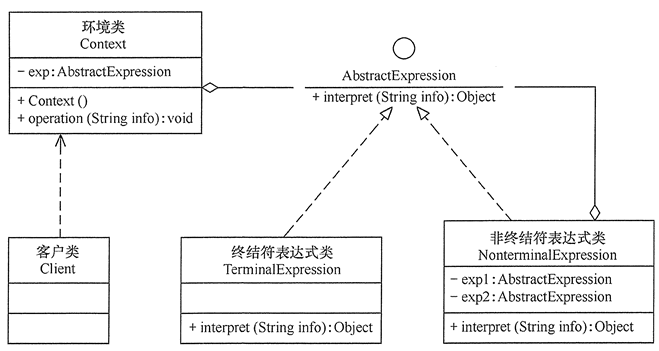 环境类
Context
- exp:AbstractExpression
+ Context()
+ operation(String info):void
AbstractExpression
+ interpret(String info):Object
客户类
Client
终结符表达式类
TerminalExpression
+ interpret(String info):Object
非终结符表达式类
NonterminalExpression
- exp1:AbstractExpression
- exp2:AbstractExpression
+ interpret(String info):Object